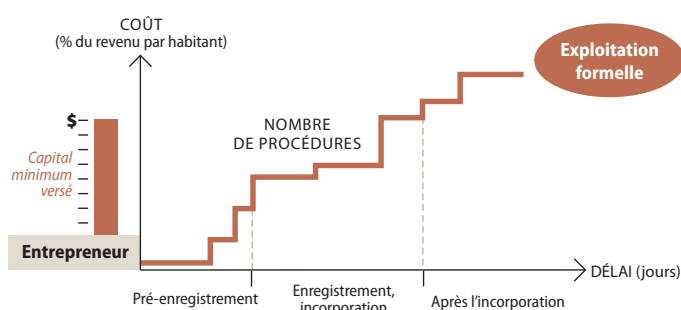 COÛT
(% du revenu par habitant)
Exploitation
formelle
$
NOMBRE
DE PROCÉDURES
Capital
minimum
versé
Entrepreneur
DÉLAI (jours)
Pré-enregistrement
Enregistrement,
incorporation
Après l'incorporation